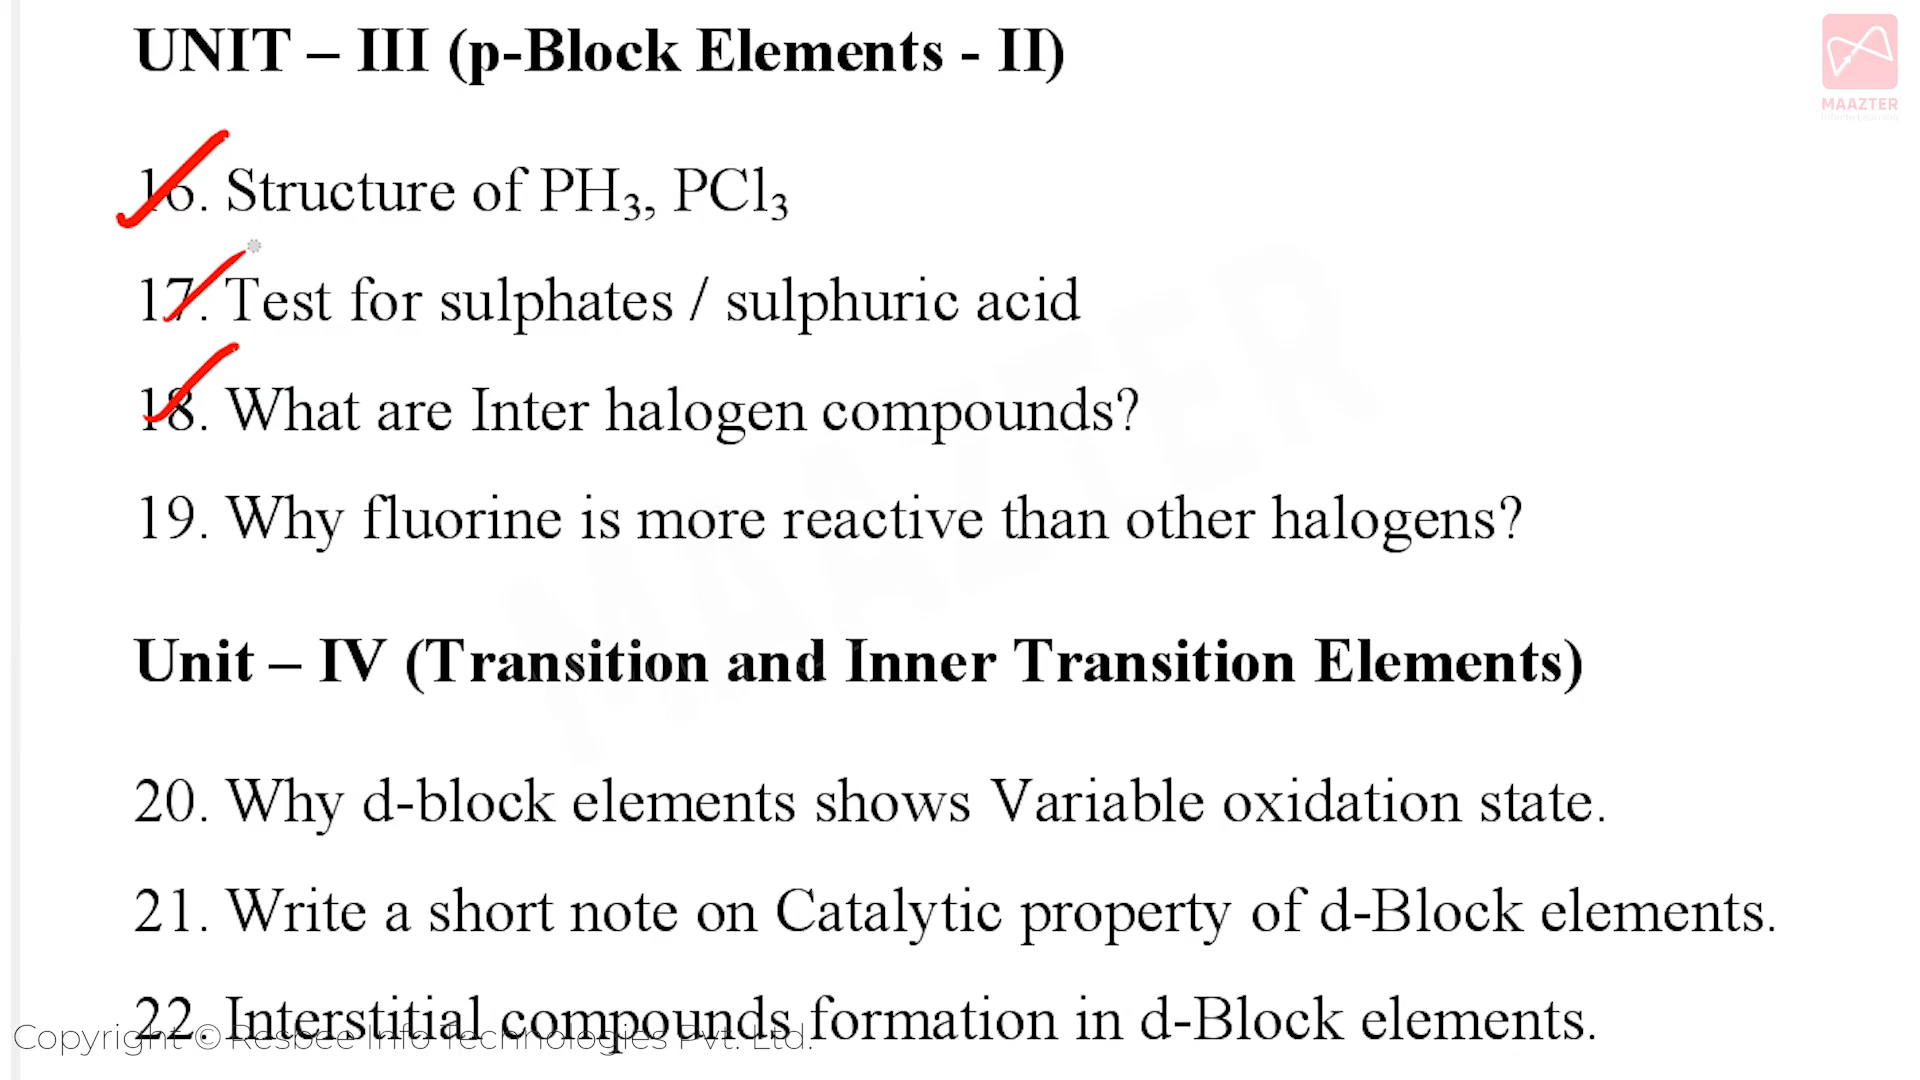 UNIT – III (p-Block Elements - II)
MAAZTER
Infinite Learning
16. Structure of PH₃, PCl₃
17. Test for sulphates / sulphuric acid
18. What are Inter halogen compounds?
19. Why fluorine is more reactive than other halogens?
MAAZTER
Unit – IV (Transition and Inner Transition Elements)
20. Why d-block elements shows Variable oxidation state.
21. Write a short note on Catalytic property of d-Block elements.
22. Interstitial compounds formation in d-Block elements.
Copyright © Resbee Info Technologies Pvt. Ltd.